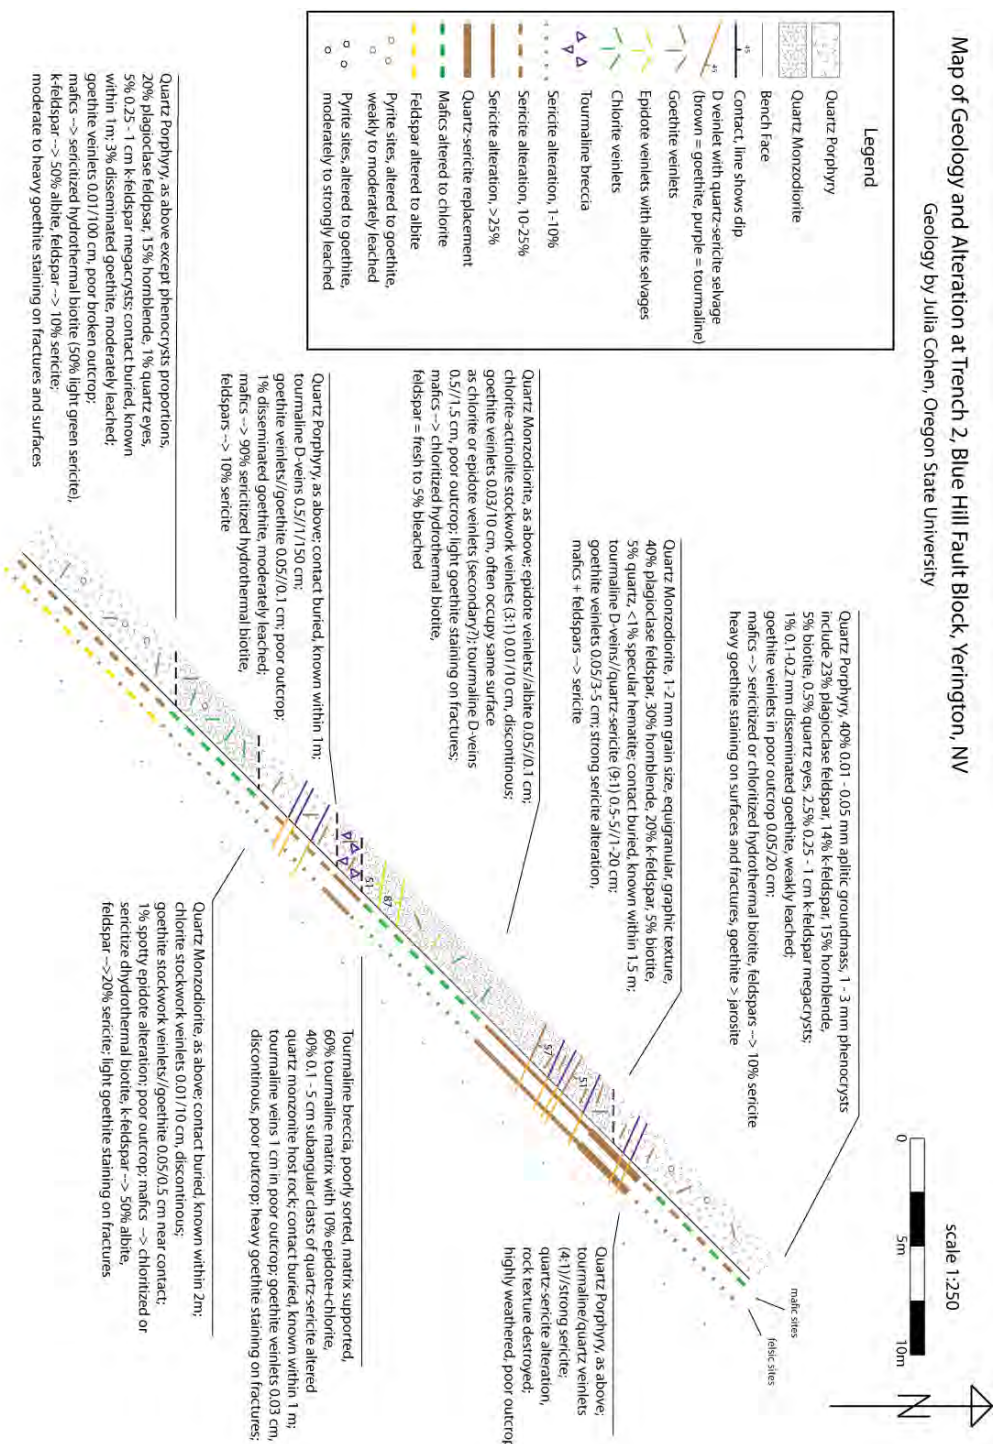 Map of Geology and Alteration at Trench 2, Blue Hill Fault Block, Yerington, NV
Geology by Julia Cohen, Oregon State University
Legend
Quartz Porphyry
Quartz Monzodiorite
Bench Face
45
Contact, line shows dip
45
D veinlet with quartz-sericite selvage
(brown = goethite, purple = tourmaline)
Goethite veinlets
Epidote veinlets with albite selvages
Chlorite veinlets
Tourmaline breccia
Sericite alteration, 1-10%
Sericite alteration, 10-25%
Sericite alteration, >25%
Quartz-sericite replacement
Mafics altered to chlorite
Feldspar altered to albite
Pyrite sites, altered to goethite,
weakly to moderately leached
Pyrite sites, altered to goethite,
moderately to strongly leached
scale 1:250
0
5m
10m
N
mafic sites
felsic sites
Quartz Porphyry, 40% 0.01 - 0.05 mm aplitic groundmass, 1 - 3 mm phenocrysts
include 23% plagioclase feldspar, 14% k-feldspar, 15% hornblende,
5% biotite, 0.5% quartz eyes, 2.5% 0.25 - 1 cm k-feldspar megacrysts;
1% 0.1-0.2 mm disseminated goethite, weakly leached;
goethite veinlets in poor outcrop 0.05/20 cm;
mafics --> sericitized or chloritized hydrothermal biotite, feldspars --> 10% sericite
heavy goethite staining on surfaces and fractures, goethite > jarosite
Quartz Monzodiorite, 1-2 mm grain size, equigranular, graphic texture,
40% plagioclase feldspar, 30% hornblende, 20% k-feldspar, 5% biotite,
5% quartz, <1% specular hematite; contact buried, known within 1.5 m;
tourmaline D-veins//quartz-sericite (9:1) 0.5-5//1-20 cm;
goethite veinlets 0.05/3-5 cm; strong sericite alteration,
mafics + feldspars --> sericite
Quartz Monzodiorite, as above; epidote veinlets//albite 0.05//0.1 cm;
chlorite-actinolite stockwork veinlets (3:1) 0.01/10 cm, discontinous;
goethite veinlets 0.03/10 cm, often occupy same surface
as chlorite or epidote veinlets (secondary?); tourmaline D-veins
0.5//1.5 cm, poor outcrop; light goethite staining on fractures;
mafics --> chloritized hydrothermal biotite,
feldspar = fresh to 5% bleached
Quartz Porphyry, as above; contact buried, known within 1m;
tourmaline D-veins 0.5//1/150 cm;
goethite veinlets//goethite 0.05//0.1 cm; poor outcrop;
1% disseminated goethite, moderately leached;
mafics --> 90% sericitized hydrothermal biotite,
feldspars --> 10% sericite
Quartz Porphyry, as above except phenocrysts proportions,
20% plagioclase feldpsar, 15% hornblende, 1% quartz eyes,
5% 0.25 - 1 cm k-feldspar megacrysts; contact buried, known
within 1m; 3% disseminated goethite, moderately leached;
goethite veinlets 0.01/100 cm, poor broken outcrop;
mafics --> sericitized hydrothermal biotite (50% light green sericite),
k-feldspar --> 50% albite, feldspar --> 10% sericite;
moderate to heavy goethite staining on fractures and surfaces
51
57
87
51
Quartz Porphyry, as above;
tourmaline/quartz veinlets
(4:1)//strong sericite;
quartz-sericite alteration,
rock texture destroyed;
highly weathered, poor outcrop
Tourmaline breccia, poorly sorted, matrix supported,
60% tourmaline matrix with 10% epidote+chlorite,
40% 0.1 - 5 cm subangular clasts of quartz-sericite altered
quartz monzonite host rock; contact buried, known within 1 m;
tourmaline veins 1 cm in poor outcrop; goethite veinlets 0.03 cm,
discontinous, poor putcrop; heavy goethite staining on fractures;
Quartz Monzodiorite, as above; contact buried, known within 2m;
chlorite stockwork veinlets 0.01/10 cm, discontinous;
goethite stockwork veinlets//goethite 0.05/0.5 cm near contact;
1% spotty epidote alteration; poor outcrop; mafics --> chloritized or
sericitize dhydrothermal biotite, k-feldspar --> 50% albite,
feldspar -->20% sericite; light goethite staining on fractures